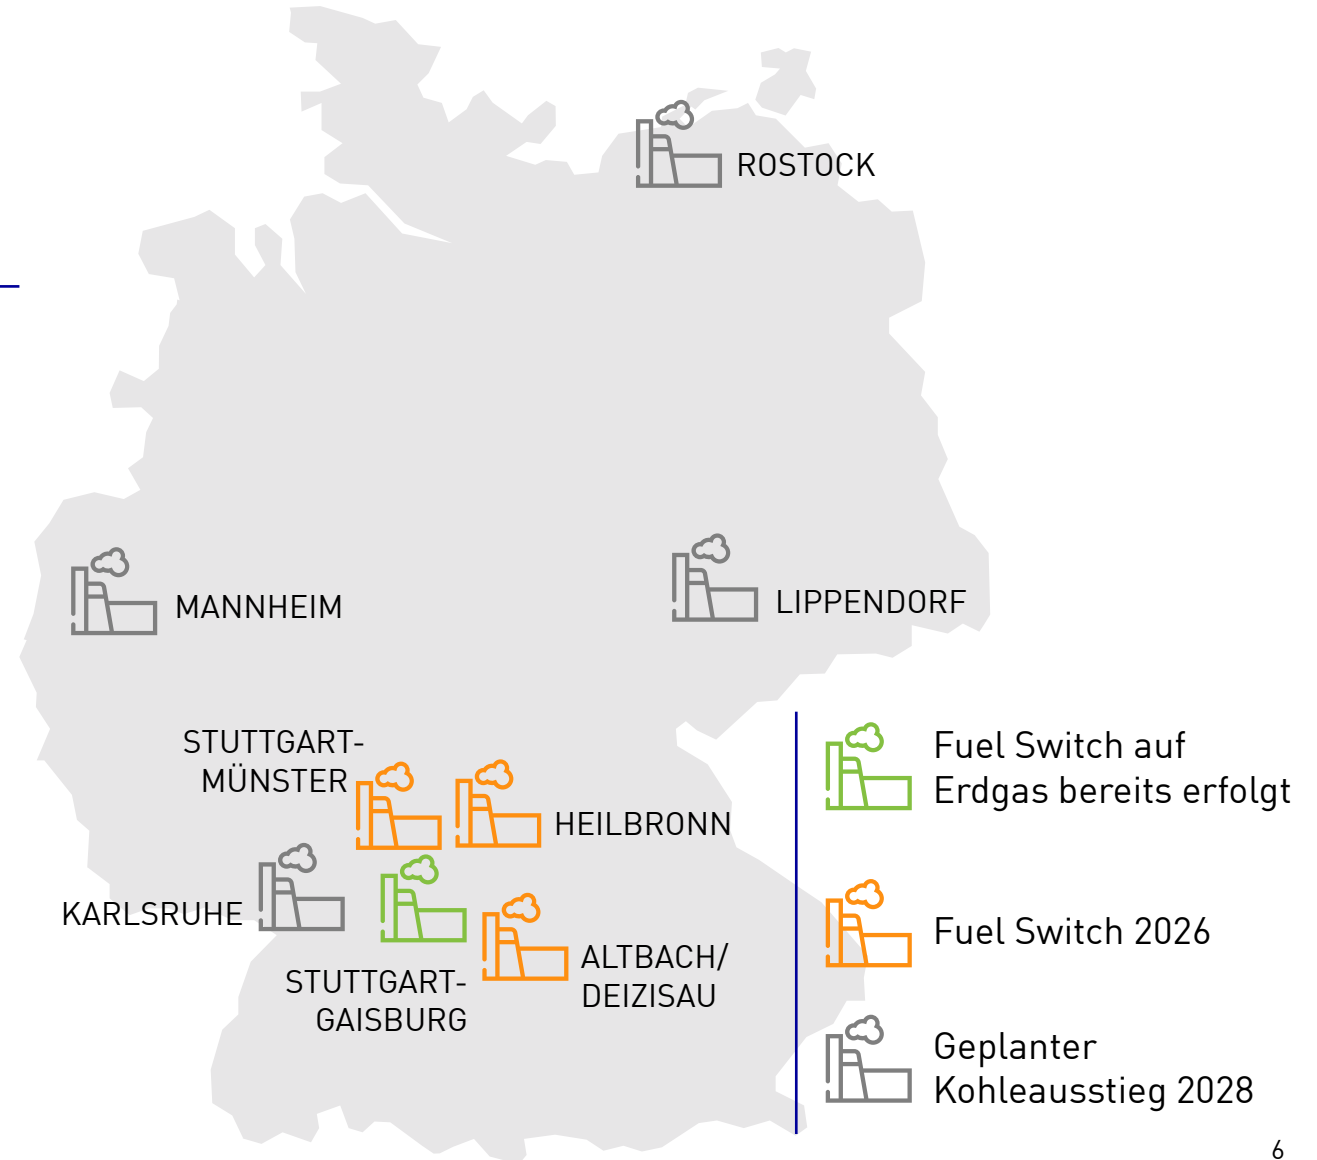 ROSTOCK
MANNHEIM
LIPPENDORF
STUTTGART-
MÜNSTER
HEILBRONN
KARLSRUHE
STUTTGART-
GAISBURG
ALTBACH/
DEIZISAU
Fuel Switch auf
Erdgas bereits erfolgt
Fuel Switch 2026
Geplanter
Kohleausstieg 2028
6